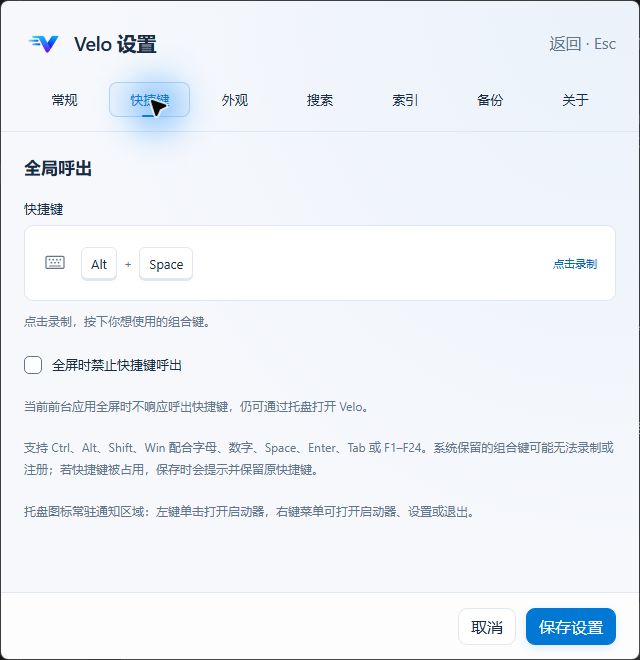 Velo 设置
返回 · Esc
常规
快捷键
外观
搜索
索引
备份
关于
全局呼出
快捷键
Alt + Space
点击录制
点击录制，按下你想使用的组合键。
全屏时禁止快捷键呼出
当前前台应用全屏时不响应呼出快捷键，仍可通过托盘打开 Velo。
支持 Ctrl、Alt、Shift、Win 配合字母、数字、Space、Enter、Tab 或 F1–F24。系统保留的组合键可能无法录制或
注册；若快捷键被占用，保存时会提示并保留原快捷键。
托盘图标常驻通知区域：左键单击打开启动器，右键菜单可打开启动器、设置或退出。
取消
保存设置